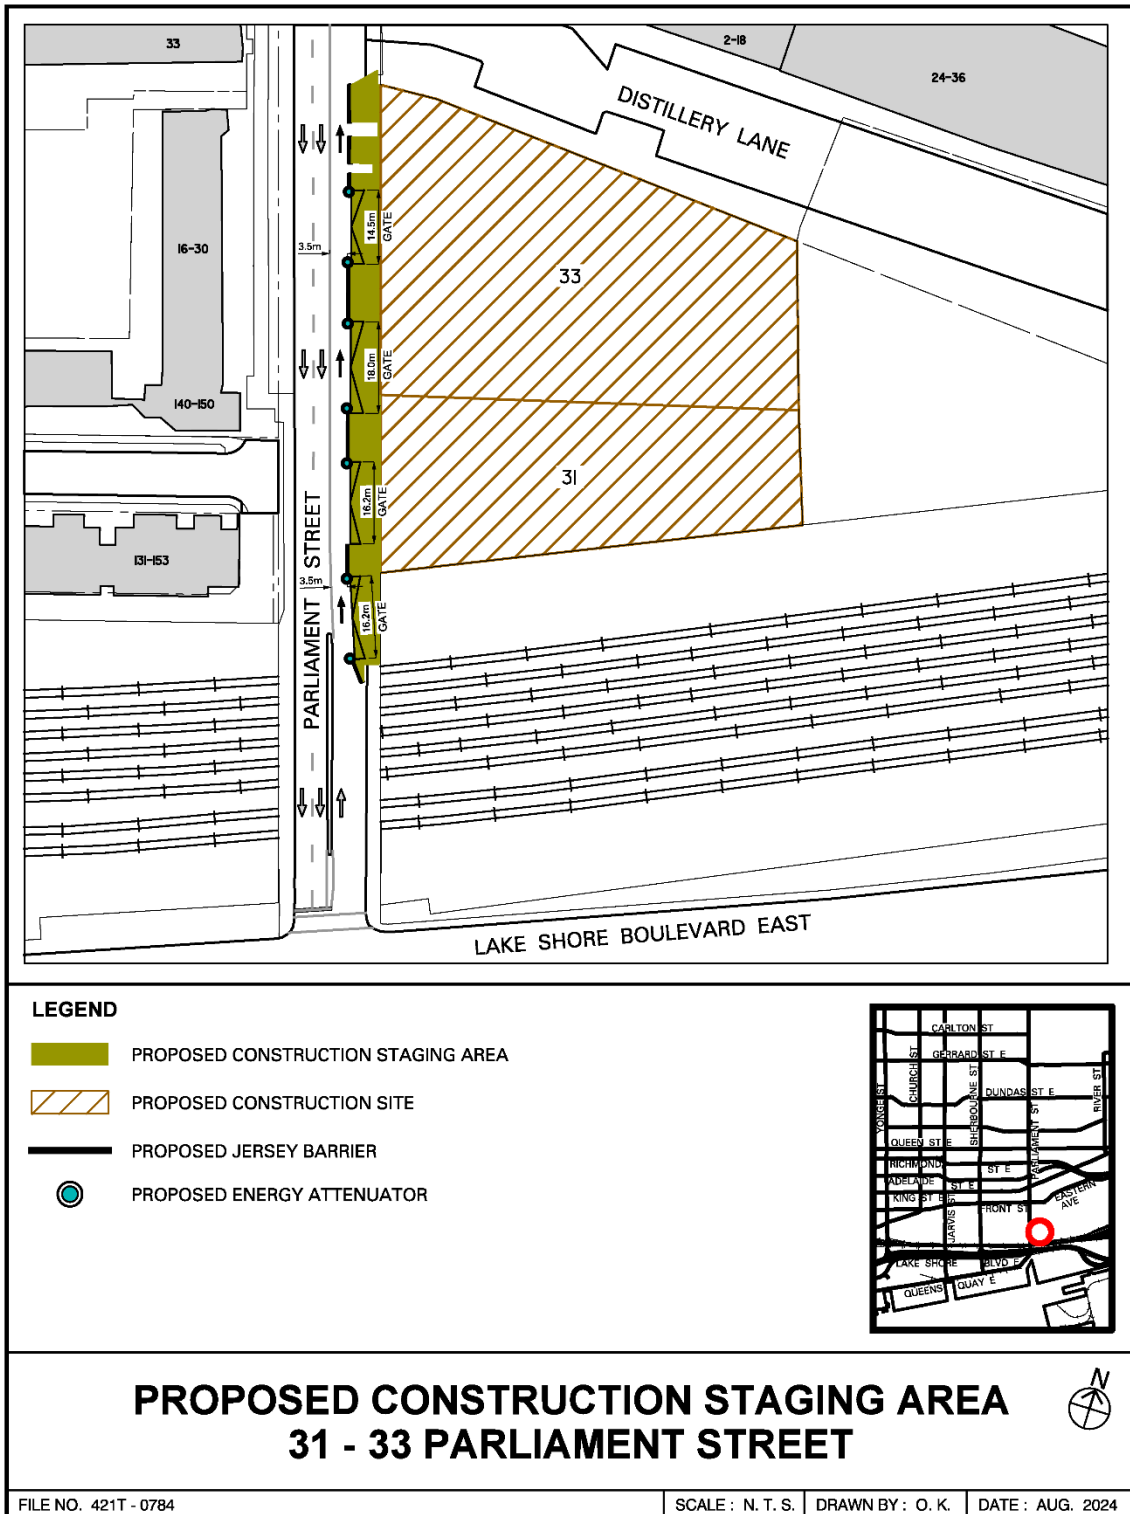 33
2-18
24-36
DISTILLERY LANE
16-30
3.5m
14.5m
GATE
33
18.0m
GATE
140-150
31
16.2m
GATE
PARLIAMENT STREET
131-153
3.5m
16.2m
GATE
LAKE SHORE BOULEVARD EAST
LEGEND
PROPOSED CONSTRUCTION STAGING AREA
PROPOSED CONSTRUCTION SITE
PROPOSED JERSEY BARRIER
PROPOSED ENERGY ATTENUATOR
CARLTON ST
GERRARD ST E
CHURCH ST
DUNDAS ST E
RIVER ST
YONGE ST
SHERBOURNE ST
PARLIAMENT ST
QUEEN ST E
RICHMOND ST E
ADELAIDE ST E
KING ST E
FRONT ST
EASTERN AVE
JARVIS ST
LAKE SHORE BLVD E
QUEENS QUAY E
PROPOSED CONSTRUCTION STAGING AREA
31 - 33 PARLIAMENT STREET
N
FILE NO. 421T - 0784
SCALE : N. T. S.
DRAWN BY : O. K.
DATE : AUG. 2024